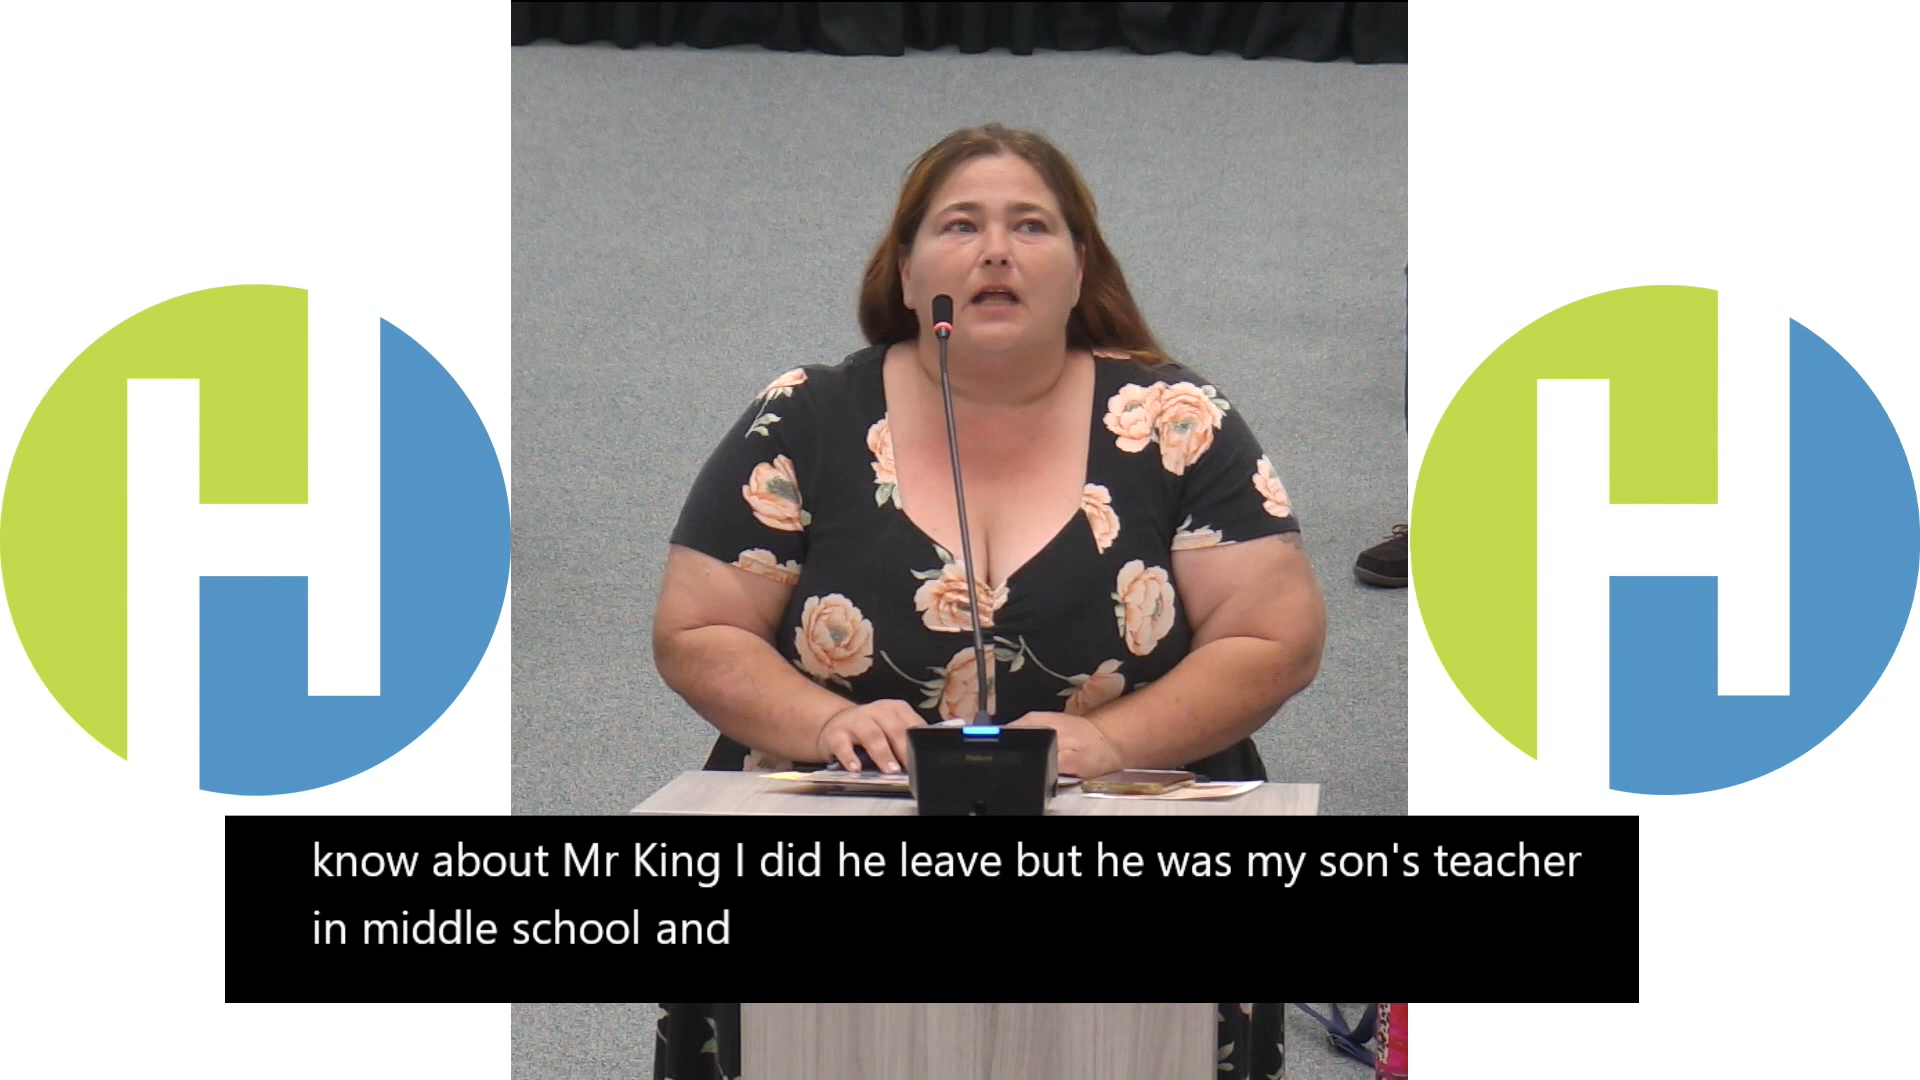 know about Mr King I did he leave but he was my son's teacher
in middle school and